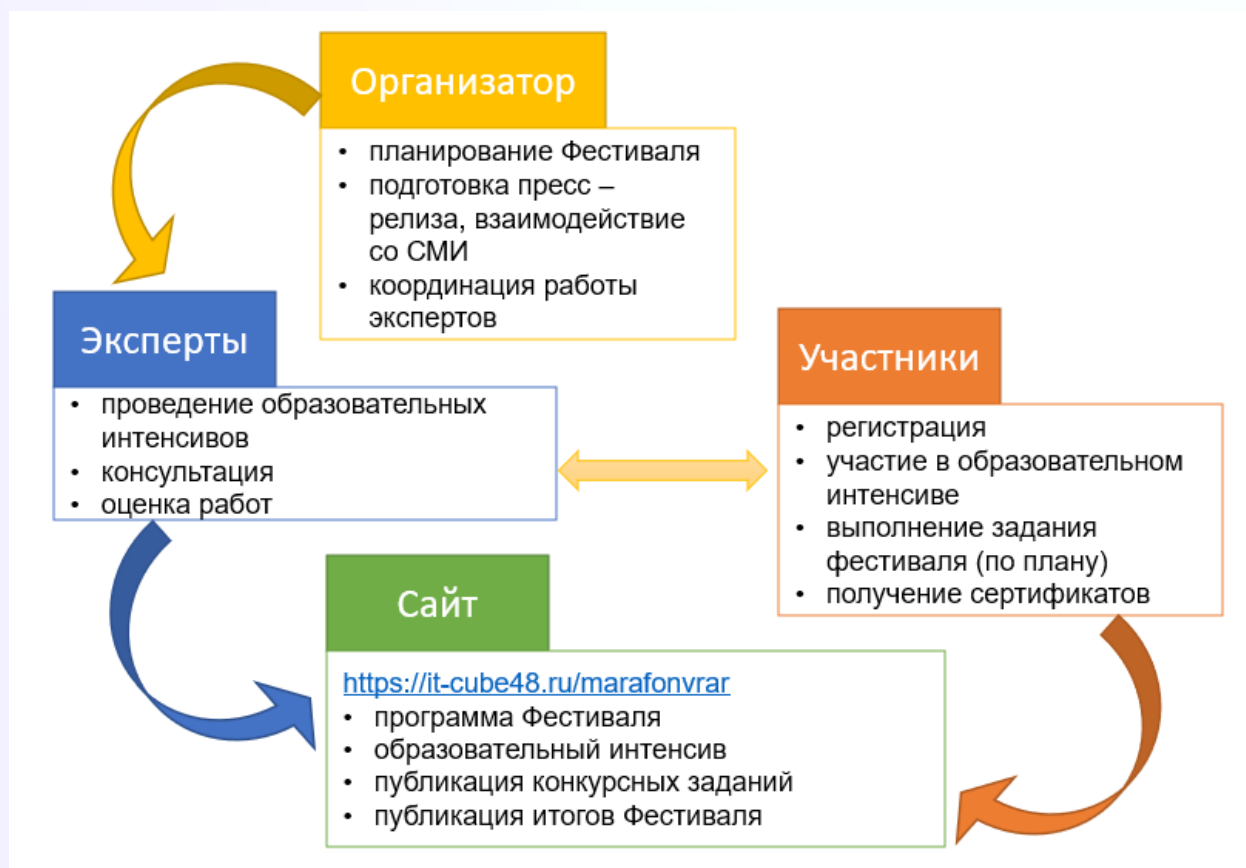 Организатор
• планирование Фестиваля
• подготовка пресс –
релиза, взаимодействие
со СМИ
• координация работы
экспертов
Эксперты
• проведение образовательных
интенсивов
• консультация
• оценка работ
Участники
• регистрация
• участие в образовательном
интенсиве
• выполнение задания
фестиваля (по плану)
• получение сертификатов
Сайт
https://it-cube48.ru/marafonvrar
• программа Фестиваля
• образовательный интенсив
• публикация конкурсных заданий
• публикация итогов Фестиваля